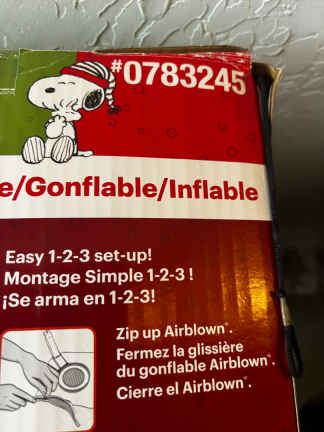 #0783245
e/Gonflable/Inflable
Easy 1-2-3 set-up!
Montage Simple 1-2-3 !
¡Se arma en 1-2-3!
Zip up Airblown*.
Fermez la glissière
du gonflable Airblown*.
Cierre el Airblown*.